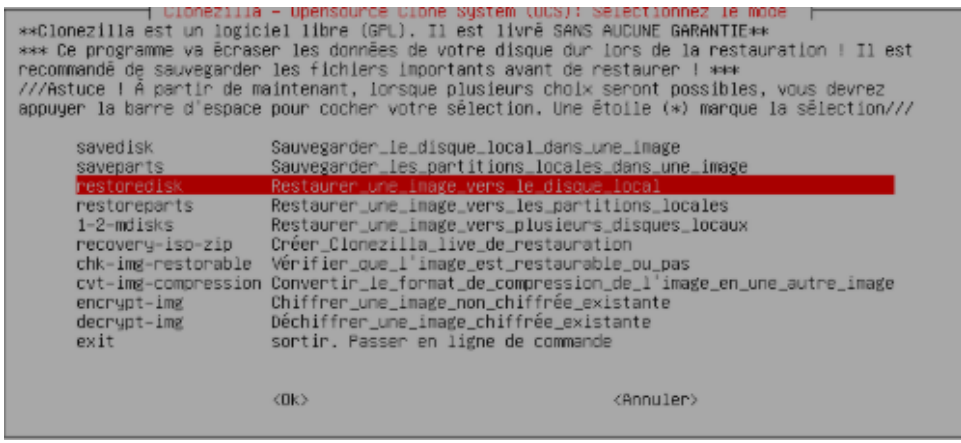 Clonezilla - Opensource Clone System (OCS): Sélectionnez le mode
**Clonezilla est un logiciel libre (GPL). Il est livré SANS AUCUNE GARANTIE**
*** Ce programme va écraser les données de votre disque dur lors de la restauration ! Il est
recommandé de sauvegarder les fichiers importants avant de restaurer ! ***
///Astuce ! À partir de maintenant, lorsque plusieurs choix seront possibles, vous devrez
appuyer la barre d'espace pour cocher votre sélection. Une étoile (*) marque la sélection///
savedisk Sauvegarder_le_disque_local_dans_une_image
saveparts Sauvegarder_les_partitions_locales_dans_une_image
restoredisk Restaurer_une_image_vers_le_disque_local
restoreparts Restaurer_une_image_vers_les_partitions_locales
1-2-mdisks Restaurer_une_image_vers_plusieurs_disques_locaux
recovery-iso-zip Créer_Clonezilla_live_de_restauration
chk-img-restorable Vérifier_que_l'image_est_restaurable_ou_pas
cvt-img-compression Convertir_le_format_de_compression_de_l'image_en_une_autre_image
encrypt-img Chiffrer_une_image_non_chiffrée_existante
decrypt-img Déchiffrer_une_image_chiffrée_existante
exit sortir. Passer en ligne de commande
<Ok> <Annuler>